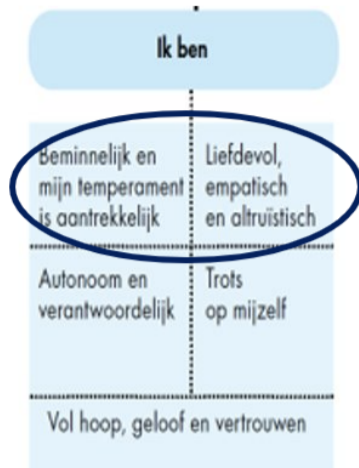 Ik ben
Beminnelijk en
mijn temperament
is aantrekkelijk
Liefdevol,
empatisch
en altruïstisch
Autonoom en
verantwoordelijk
Trots
op mijzelf
Vol hoop, geloof en vertrouwen